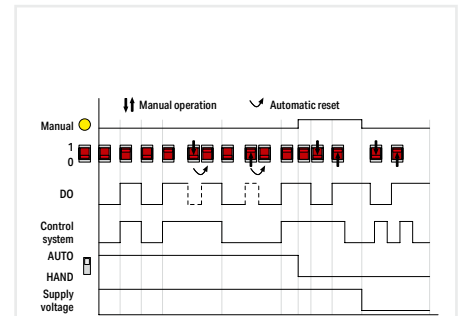 Manual operation Automatic reset
Manual
1
0
DO
Control
system
AUTO
HAND
Supply
voltage